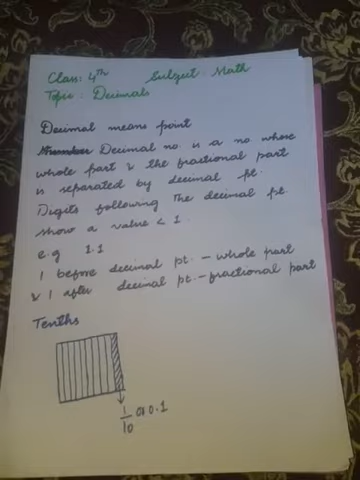 Class: 4th Subject: Math
Topic: Decimals
Decimal means point
Number Decimal no. is a no. whose
whole part & the fractional part
is separated by decimal pt.
Digits following the decimal pt.
show a value < 1.
e.g 1.1
1 before decimal pt. - whole part
& 1 after decimal pt. - fractional part
Tenths
1/10 or 0.1